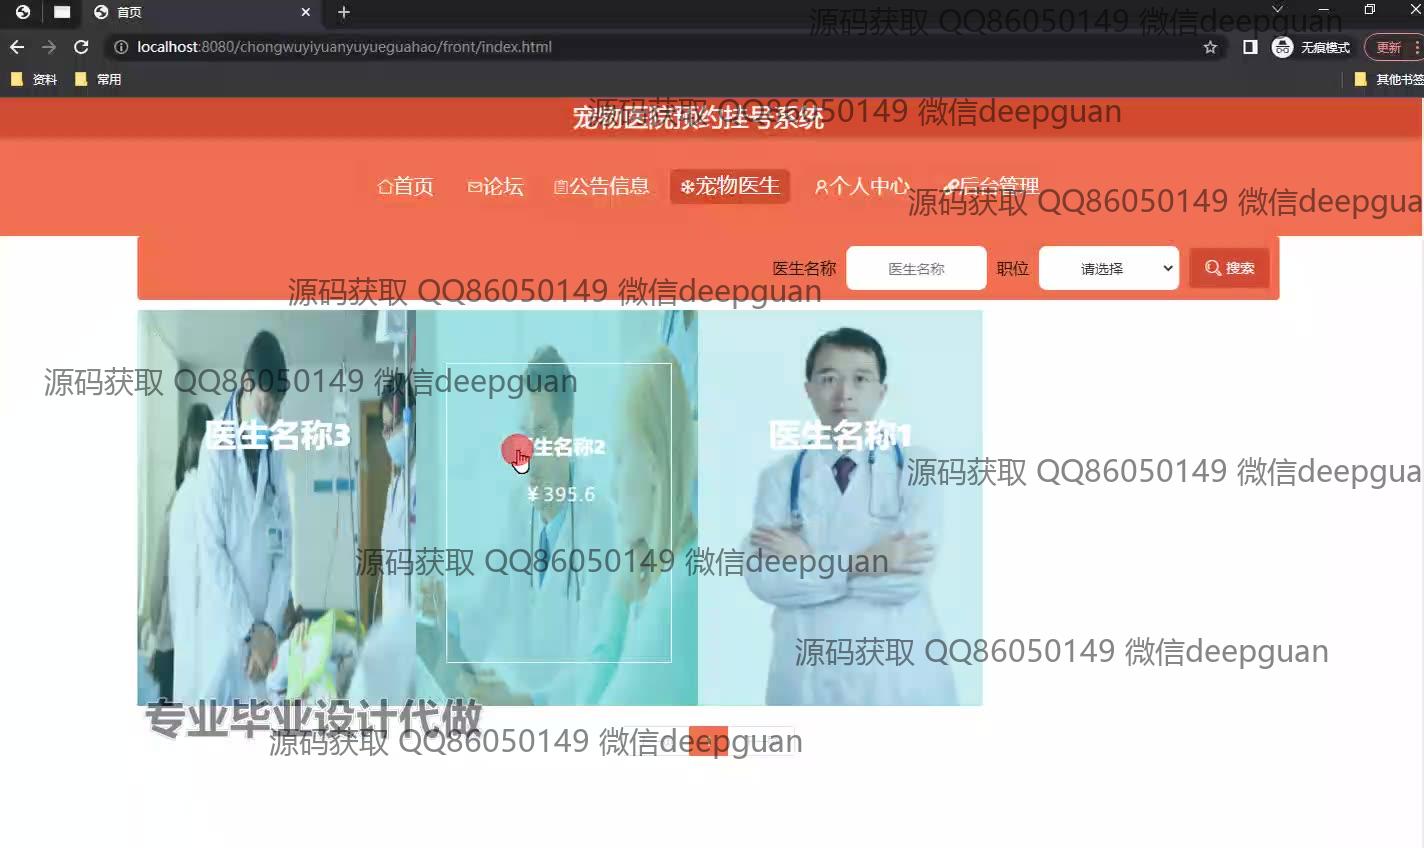 首页
源码获取 QQ86050149 微信deepguan
localhost:8080/chongwuyiyuanyuyueguahao/front/index.html
无痕模式
更新
资料
常用
其他书签
宠物医院预约挂号系统
源码获取 QQ86050149 微信deepguan
首页
论坛
公告信息
宠物医生
个人中心
后台管理
源码获取 QQ86050149 微信deepgua
医生名称
医生名称
职位
请选择
搜索
源码获取 QQ86050149 微信deepguan
源码获取 QQ86050149 微信deepguan
医生名称3
生名称2
医生名称1
源码获取 QQ86050149 微信deepgua
¥395.6
源码获取 QQ86050149 微信deepguan
源码获取 QQ86050149 微信deepguan
专业毕业设计代做
源码获取 QQ86050149 微信deepguan